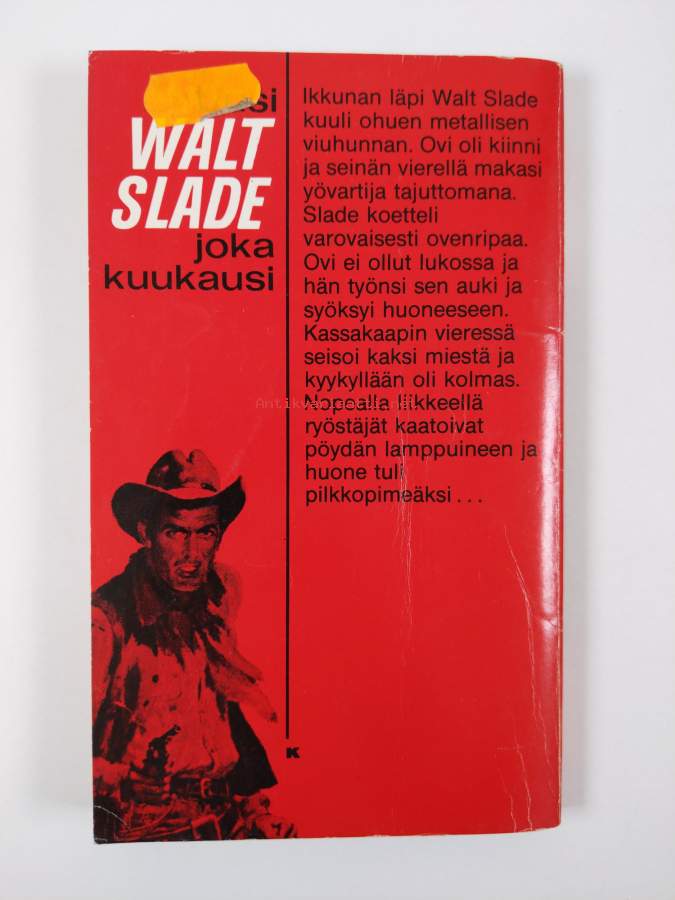 si
WALT
SLADE
joka
kuukausi
Ikkunan läpi Walt Slade
kuuli ohuen metallisen
viuhunnan. Ovi oli kiinni
ja seinän vierellä makasi
yövartija tajuttomana.
Slade koetteli
varovaisesti ovenripaa.
Ovi ei ollut lukossa ja
hän työnsi sen auki ja
syöksyi huoneeseen.
Kassakaapin vieressä
seisoi kaksi miestä ja
kyykyllään oli kolmas.
Nopealla liikkeellä
ryöstäjät kaatoivat
pöydän lamppuineen ja
huone tuli
pilkkopimeäksi...
K